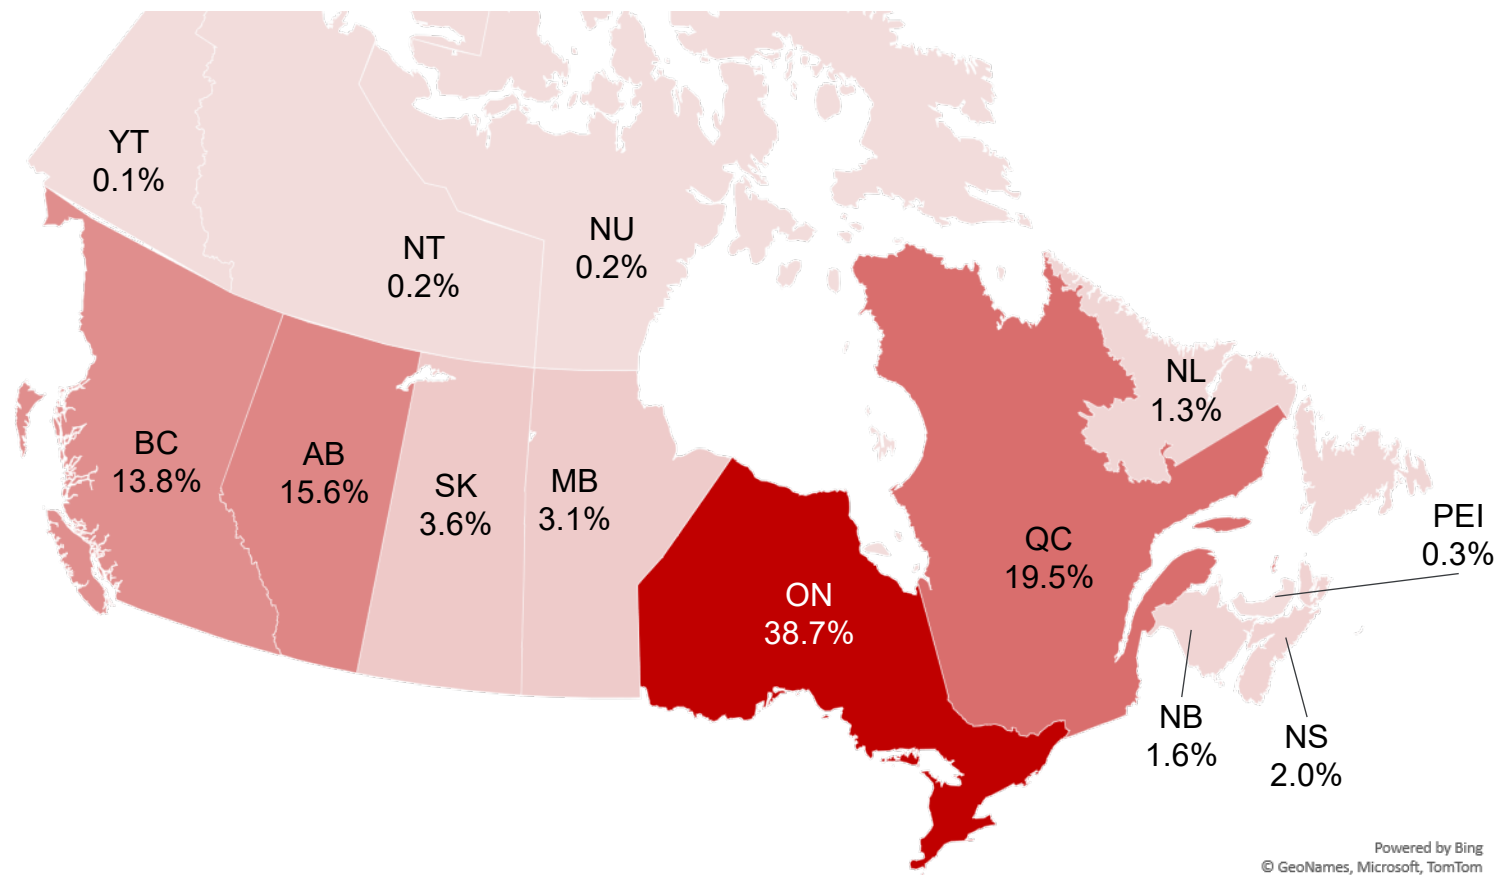 YT
0.1%
NT
0.2%
NU
0.2%
BC
13.8%
AB
15.6%
SK
3.6%
MB
3.1%
ON
38.7%
QC
19.5%
NL
1.3%
PEI
0.3%
NB
1.6%
NS
2.0%
Powered by Bing
© GeoNames, Microsoft, TomTom